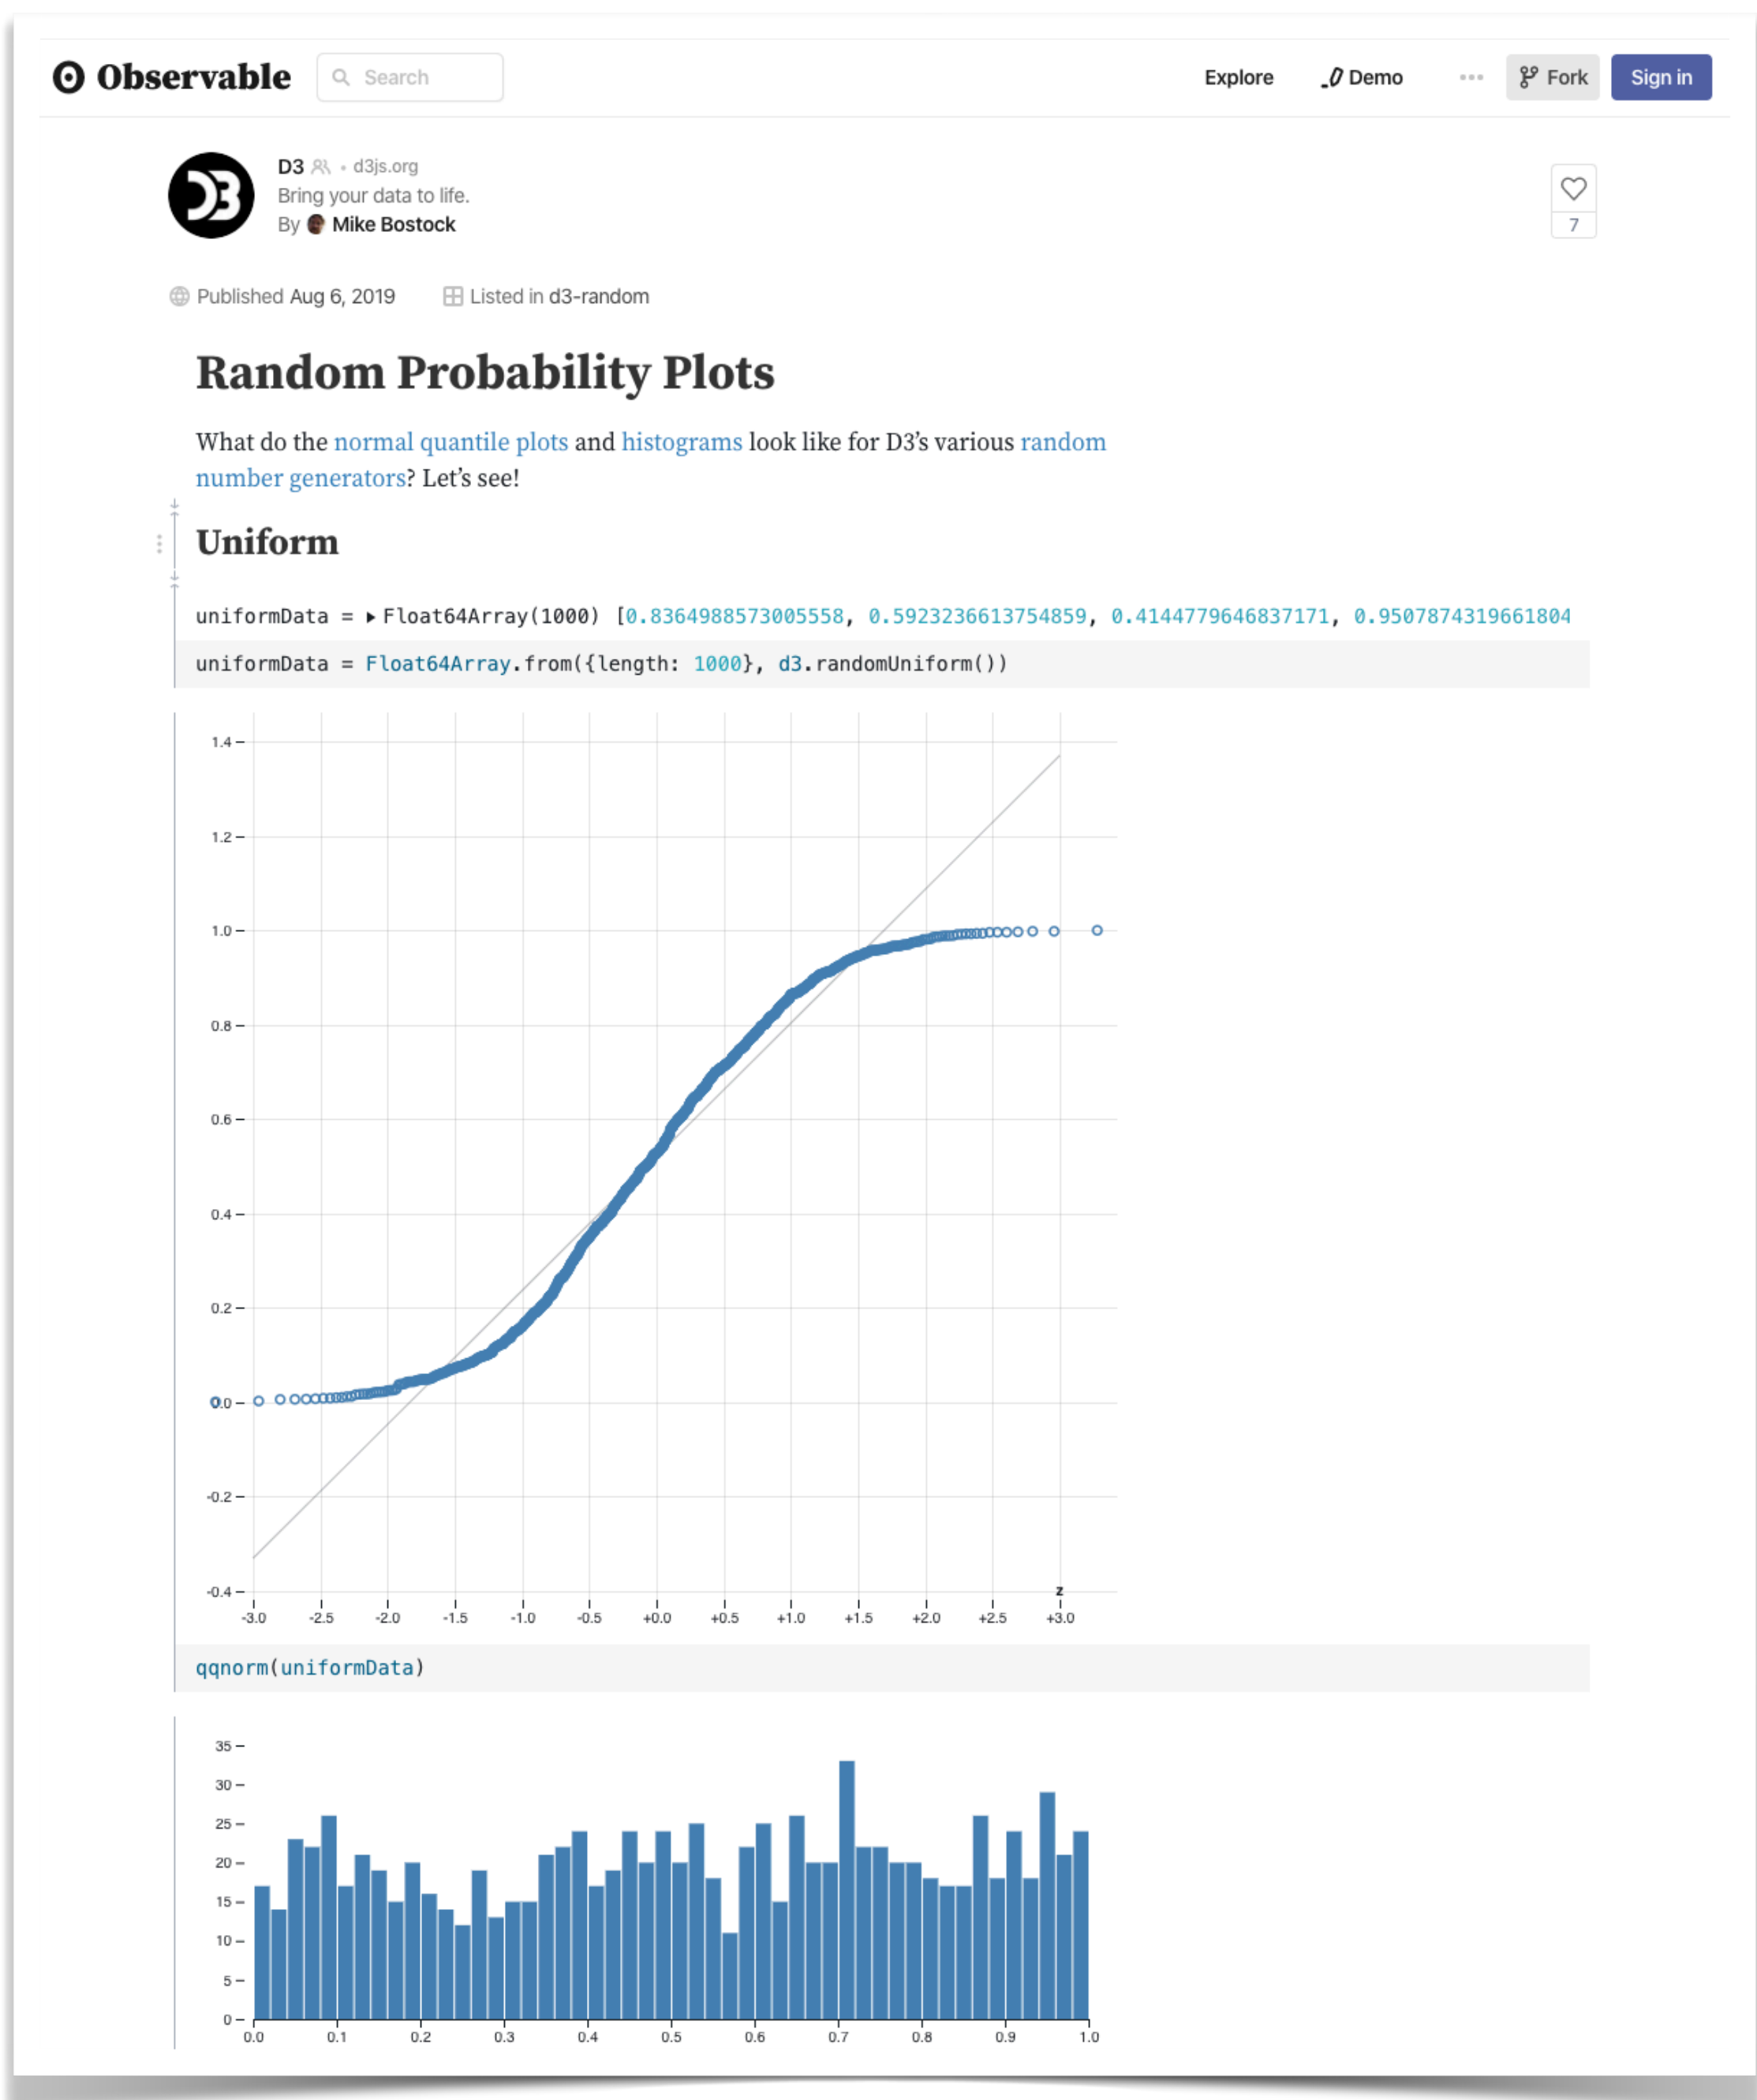 Observable Search Explore Demo Fork Sign in
D3 • d3js.org
Bring your data to life.
By Mike Bostock
7
Published Aug 6, 2019 Listed in d3-random
Random Probability Plots
What do the normal quantile plots and histograms look like for D3’s various random
number generators? Let’s see!
Uniform
uniformData = ▸ Float64Array(1000) [0.8364988573005558, 0.5923236613754859, 0.4144779646837171, 0.9507874319661804
uniformData = Float64Array.from({length: 1000}, d3.randomUniform())
1.4
1.2
1.0
0.8
0.6
0.4
0.2
0.0
-0.2
-0.4
z
-3.0 -2.5 -2.0 -1.5 -1.0 -0.5 +0.0 +0.5 +1.0 +1.5 +2.0 +2.5 +3.0
qqnorm(uniformData)
35
30
25
20
15
10
5
0
0.0 0.1 0.2 0.3 0.4 0.5 0.6 0.7 0.8 0.9 1.0